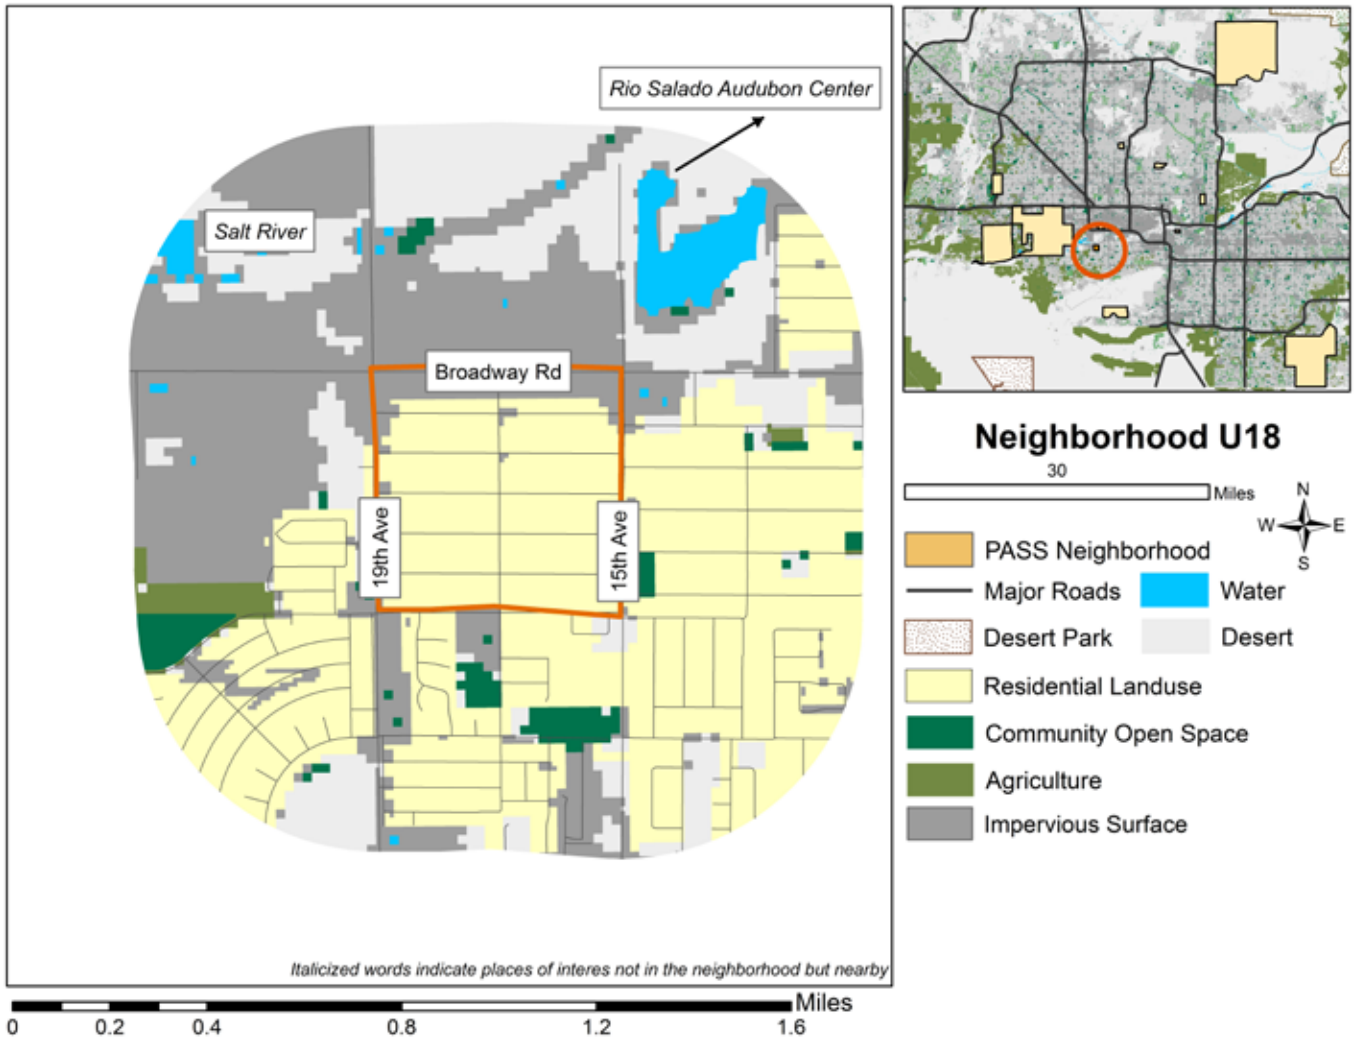 Rio Salado Audubon Center
Salt River
Broadway Rd
19th Ave
15th Ave
Italicized words indicate places of interes not in the neighborhood but nearby
Miles
0 0.2 0.4 0.8 1.2 1.6
Neighborhood U18
30
Miles
N
W E
S
PASS Neighborhood
Major Roads Water
Desert Park Desert
Residential Landuse
Community Open Space
Agriculture
Impervious Surface